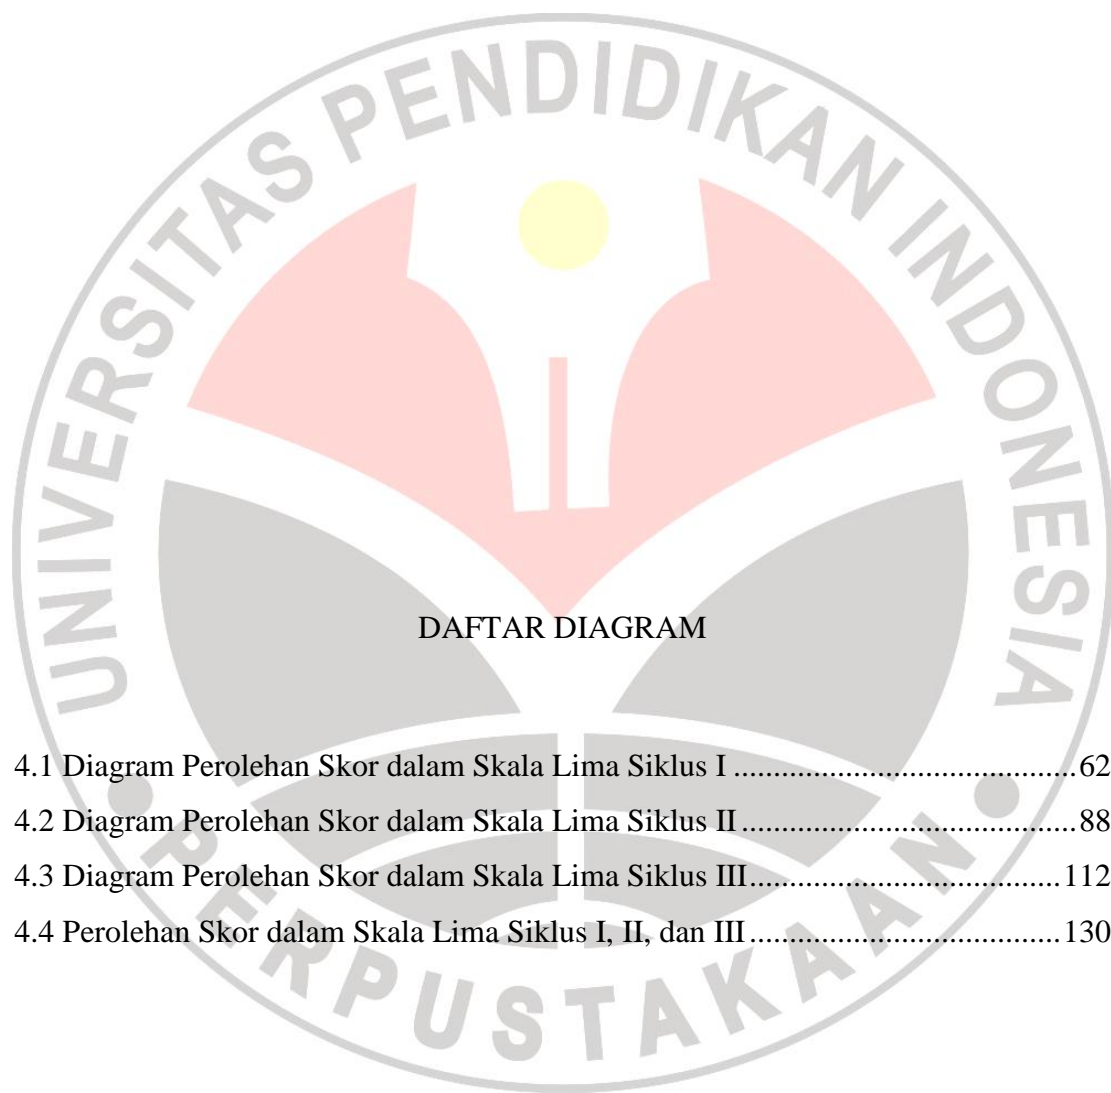 UNIVERSITAS PENDIDIKAN INDONESIA
DAFTAR DIAGRAM
4.1 Diagram Perolehan Skor dalam Skala Lima Siklus I ........................................... 62
4.2 Diagram Perolehan Skor dalam Skala Lima Siklus II .......................................... 88
4.3 Diagram Perolehan Skor dalam Skala Lima Siklus III ....................................... 112
4.4 Perolehan Skor dalam Skala Lima Siklus I, II, dan III ....................................... 130
PERPUSTAKAAN